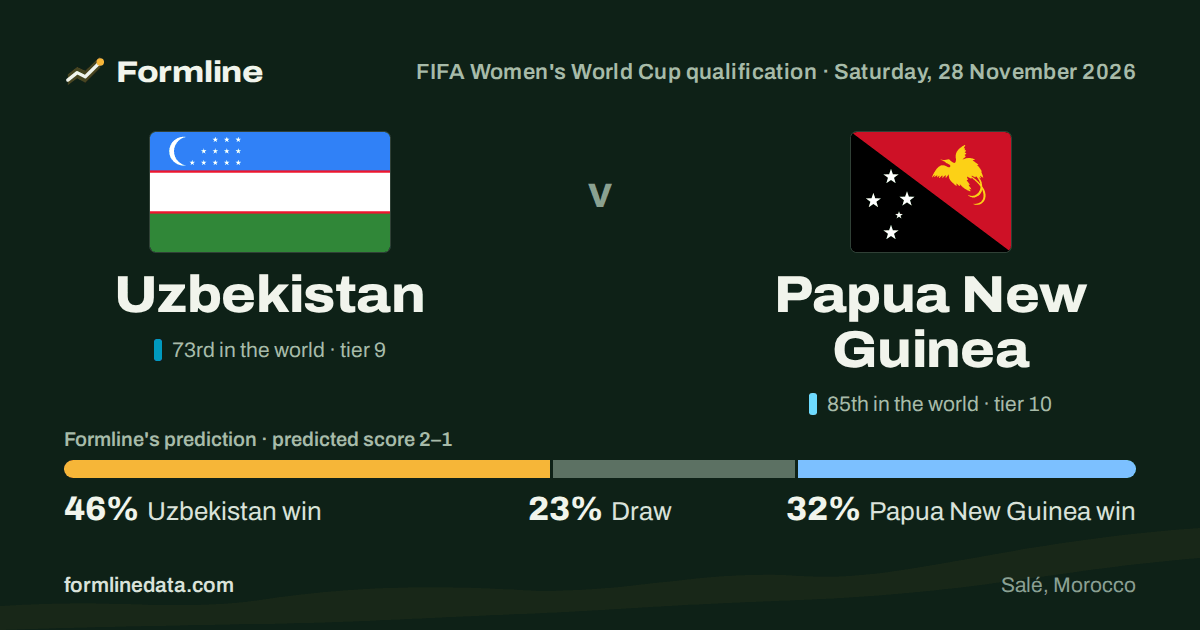 Formline
FIFA Women's World Cup qualification · Saturday, 28 November 2026
v
Uzbekistan
73rd in the world · tier 9
Papua New
Guinea
85th in the world · tier 10
Formline's prediction · predicted score 2–1
46% Uzbekistan win
23% Draw
32% Papua New Guinea win
formlinedata.com
Salé, Morocco